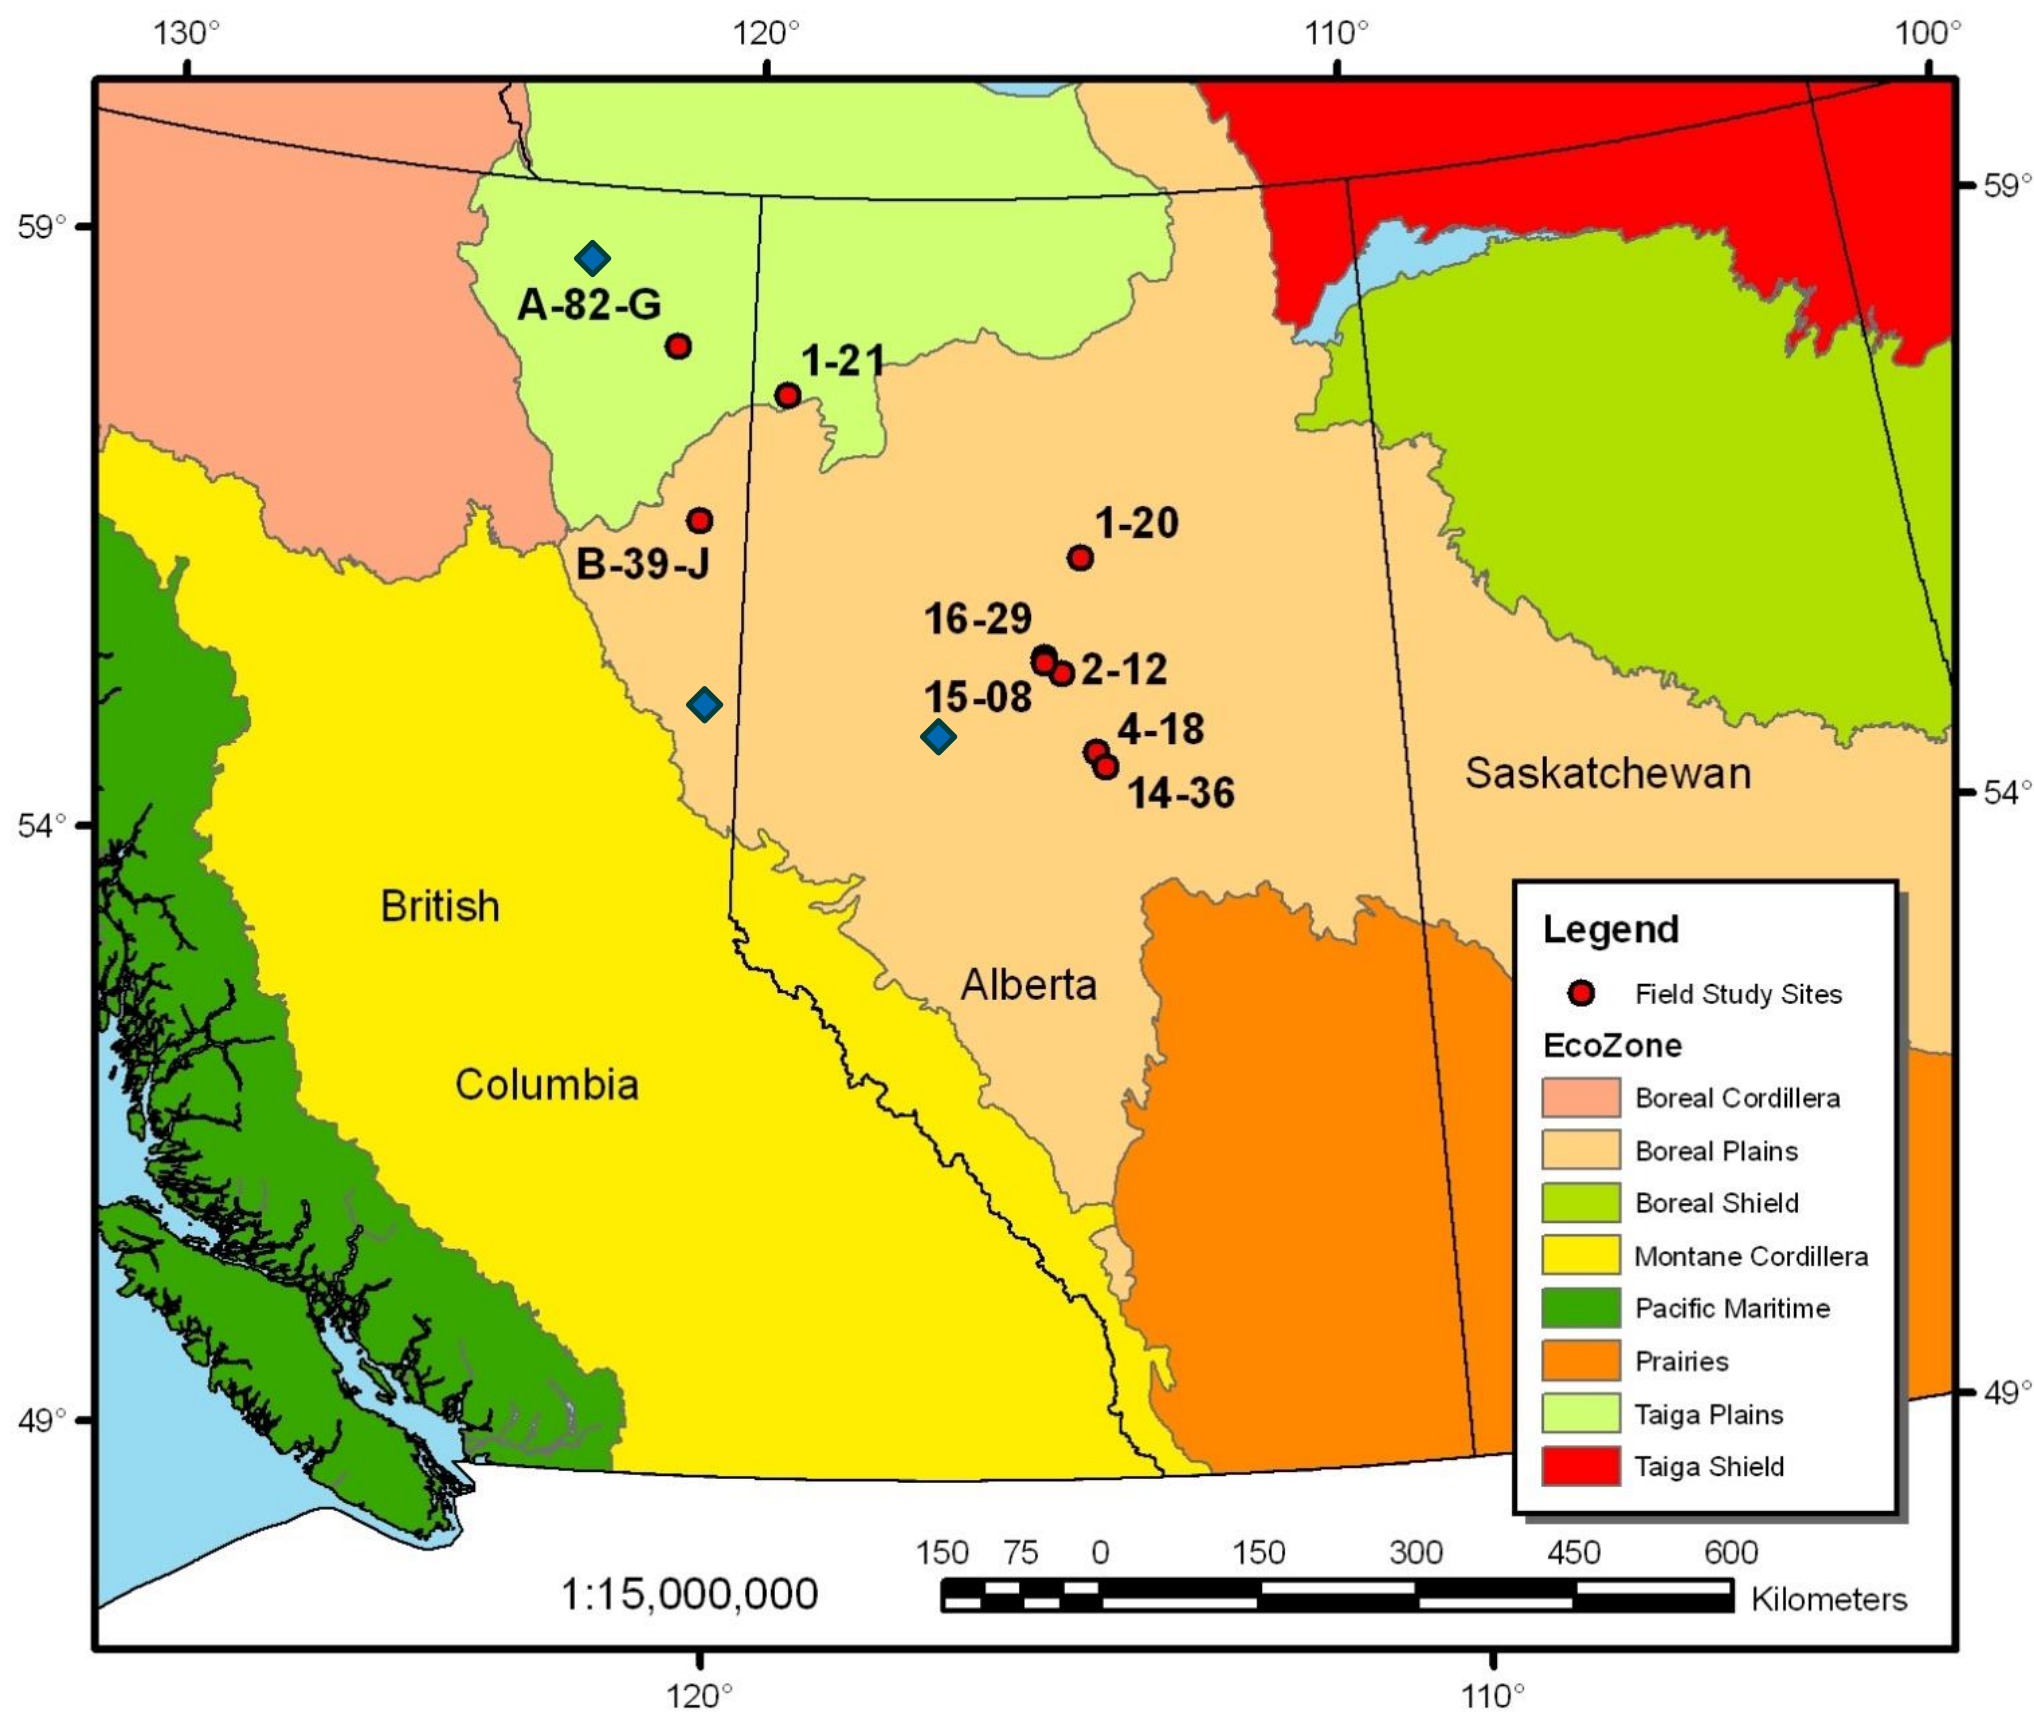 130° 120° 110° 100°
59° 59°
A-82-G
1-21
1-20
B-39-J
16-29
2-12
15-08
4-18
14-36
Saskatchewan
54° 54°
British
Alberta
Columbia
Legend
Field Study Sites
EcoZone
Boreal Cordillera
Boreal Plains
Boreal Shield
Montane Cordillera
Pacific Maritime
Prairies
Taiga Plains
Taiga Shield
49° 49°
150 75 0 150 300 450 600
1:15,000,000 Kilometers
120° 110°